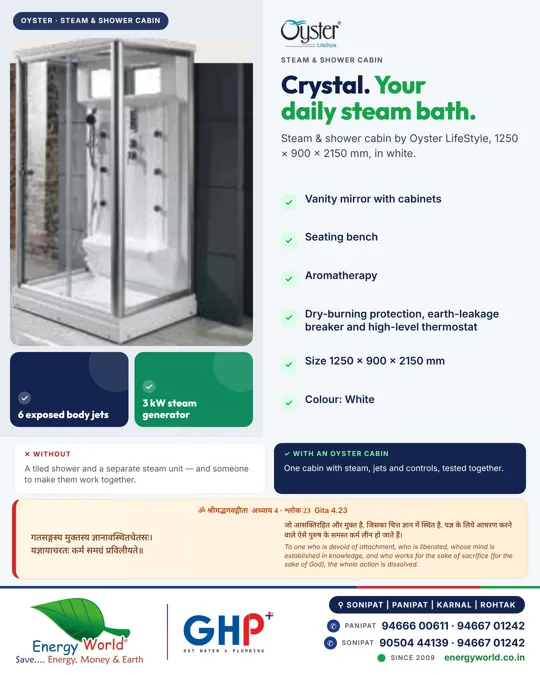 OYSTER · STEAM & SHOWER CABIN
Oyster®
LifeStyle
STEAM & SHOWER CABIN
Crystal. Your
daily steam bath.
Steam & shower cabin by Oyster LifeStyle, 1250
× 900 × 2150 mm, in white.
Vanity mirror with cabinets
Seating bench
Aromatherapy
Dry-burning protection, earth-leakage
breaker and high-level thermostat
Size 1250 × 900 × 2150 mm
Colour: White
6 exposed body jets
3 kW steam
generator
✕ WITHOUT
A tiled shower and a separate steam unit — and someone
to make them work together.
✓ WITH AN OYSTER CABIN
One cabin with steam, jets and controls, tested together.
ॐ श्रीमद्भगवद्गीता अध्याय 4 · श्लोक 23 Gita 4.23
गतसङ्गस्य मुक्तस्य ज्ञानावस्थितचेतसः।
यज्ञायाचरतः कर्म समग्रं प्रविलीयते॥
जो आसक्तिरहित और मुक्त है, जिसका चित्त ज्ञान में स्थित है, यज्ञ के लिये आचरण करने
वाले ऐसे पुरुष के समस्त कर्म लीन हो जाते हैं।
To one who is devoid of attachment, who is liberated, whose mind is
established in knowledge, and who works for the sake of sacrifice (for the
sake of God), the whole action is dissolved.
Energy World®
Save.... Energy, Money & Earth
GHP+
HOT WATER & PLUMBING
SONIPAT | PANIPAT | KARNAL | ROHTAK
PANIPAT 94666 00611 · 94667 01242
SONIPAT 90504 44139 · 94667 01242
SINCE 2009 energyworld.co.in